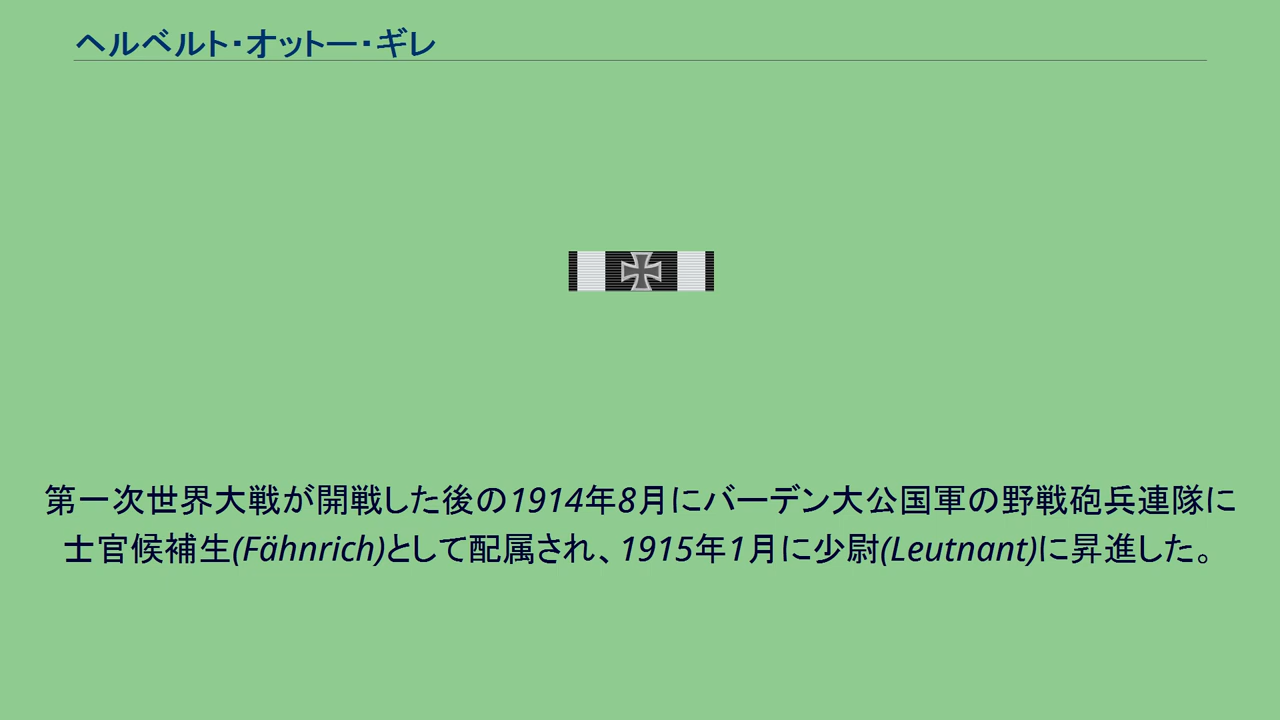 ヘルベルト・オットー・ギレ
第一次世界大戦が開戦した後の1914年8月にバーデン大公国軍の野戦砲兵連隊に
士官候補生(Fähnrich)として配属され、1915年1月に少尉(Leutnant)に昇進した。